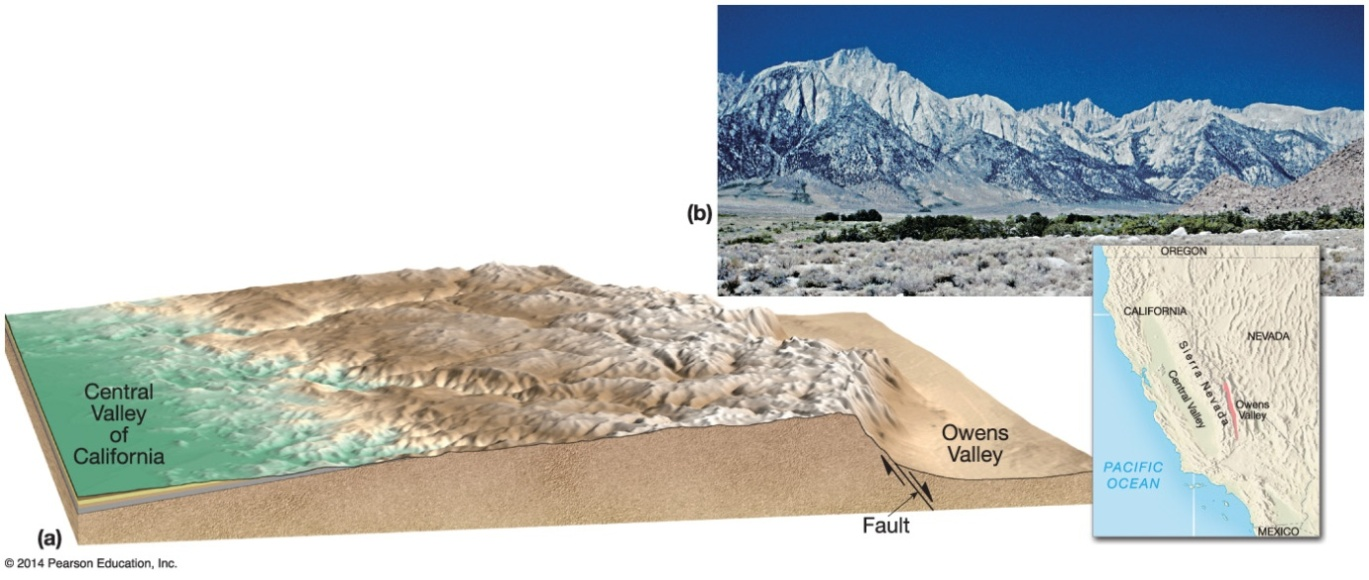 (b)
OREGON
CALIFORNIA
NEVADA
Sierra Nevada
Central Valley
Owens
Valley
PACIFIC
OCEAN
MEXICO
Central
Valley
of
California
Owens
Valley
Fault
(a)
© 2014 Pearson Education, Inc.